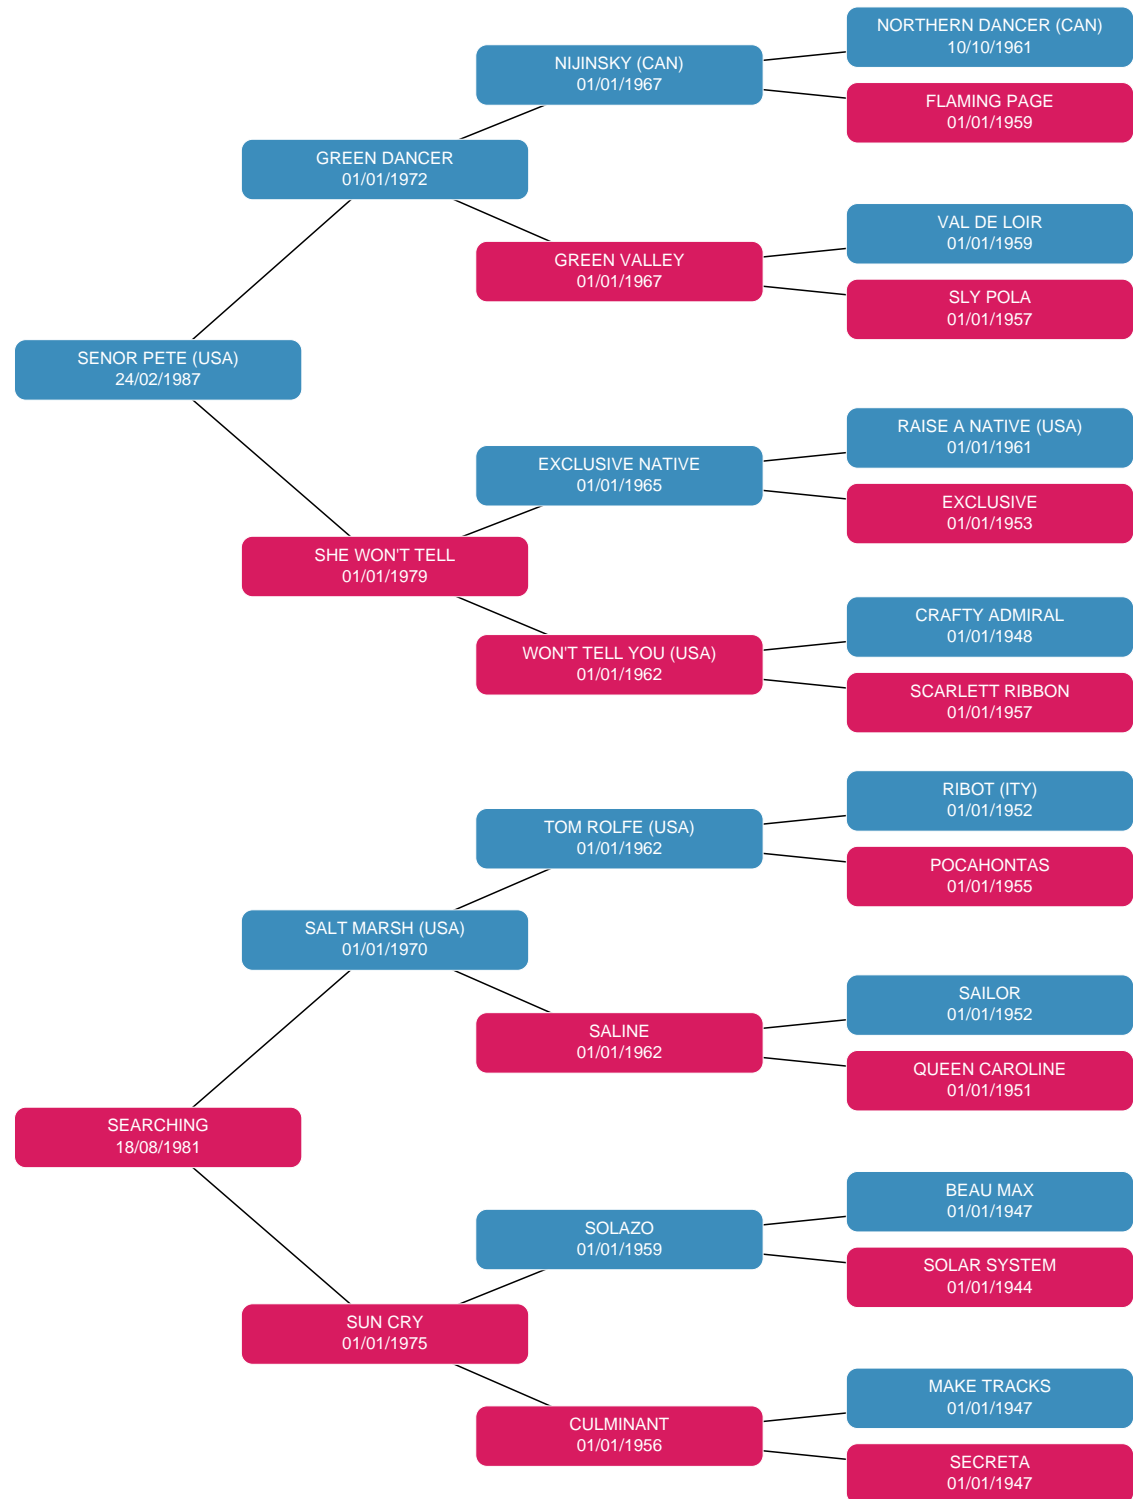 NORTHERN DANCER (CAN)
10/10/1961
NIJINSKY (CAN)
01/01/1967
FLAMING PAGE
01/01/1959
GREEN DANCER
01/01/1972
VAL DE LOIR
01/01/1959
GREEN VALLEY
01/01/1967
SLY POLA
01/01/1957
SENOR PETE (USA)
24/02/1987
RAISE A NATIVE (USA)
01/01/1961
EXCLUSIVE NATIVE
01/01/1965
EXCLUSIVE
01/01/1953
SHE WON'T TELL
01/01/1979
CRAFTY ADMIRAL
01/01/1948
WON'T TELL YOU (USA)
01/01/1962
SCARLETT RIBBON
01/01/1957
RIBOT (ITY)
01/01/1952
TOM ROLFE (USA)
01/01/1962
POCAHONTAS
01/01/1955
SALT MARSH (USA)
01/01/1970
SAILOR
01/01/1952
SALINE
01/01/1962
QUEEN CAROLINE
01/01/1951
SEARCHING
18/08/1981
BEAU MAX
01/01/1947
SOLAZO
01/01/1959
SOLAR SYSTEM
01/01/1944
SUN CRY
01/01/1975
MAKE TRACKS
01/01/1947
CULMINANT
01/01/1956
SECRETA
01/01/1947